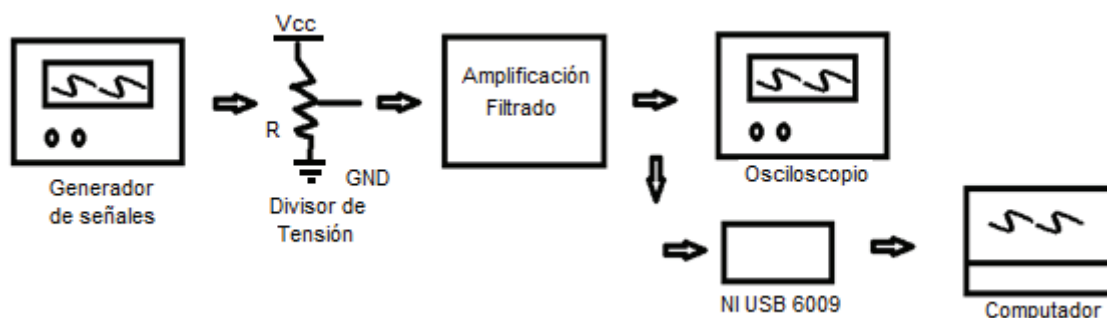 Generador
de señales
Vcc
R
GND
Divisor de
Tensión
Amplificación
Filtrado
Osciloscopio
NI USB 6009
Computador